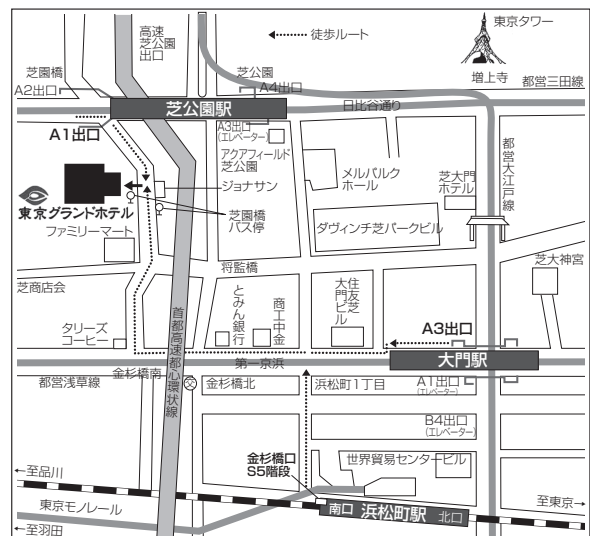 高速
芝公園
出口
徒歩ルート
東京タワー
芝園橋
A2出口
芝公園
A4出口
増上寺
都営三田線
芝公園駅
日比谷通り
A1出口
A3出口
(エレベーター)
アクアフィールド
芝公園
都営大江戸線
メルパルク
ホール
芝大門
ホテル
ジョナサン
東京グランドホテル
芝園橋
バス停
ファミリーマート
ダヴィンチ芝パークビル
将監橋
芝大神宮
芝商店会
とみん銀行
商工中金
住友芝
大門ビル
首都高速都心環状線
タリーズ
コーヒー
A3出口
第一京浜
大門駅
都営浅草線
金杉橋南
金杉橋北
浜松町1丁目
A1出口
(エレベーター)
B4出口
(エレベーター)
金杉橋口
S5階段
世界貿易センタービル
←至品川
東京モノレール
←至羽田
南口 浜松町駅 北口
至東京→